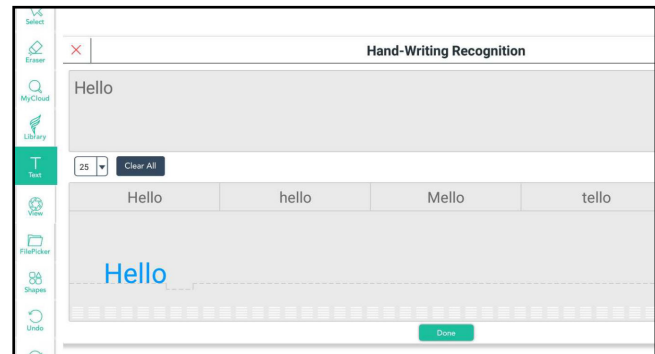 Select
Eraser
Hand-Writing Recognition
MyCloud
Hello
Library
25
Clear All
Text
Hello hello Mello tello
View
FilePicker
Hello
Shapes
Undo
Done